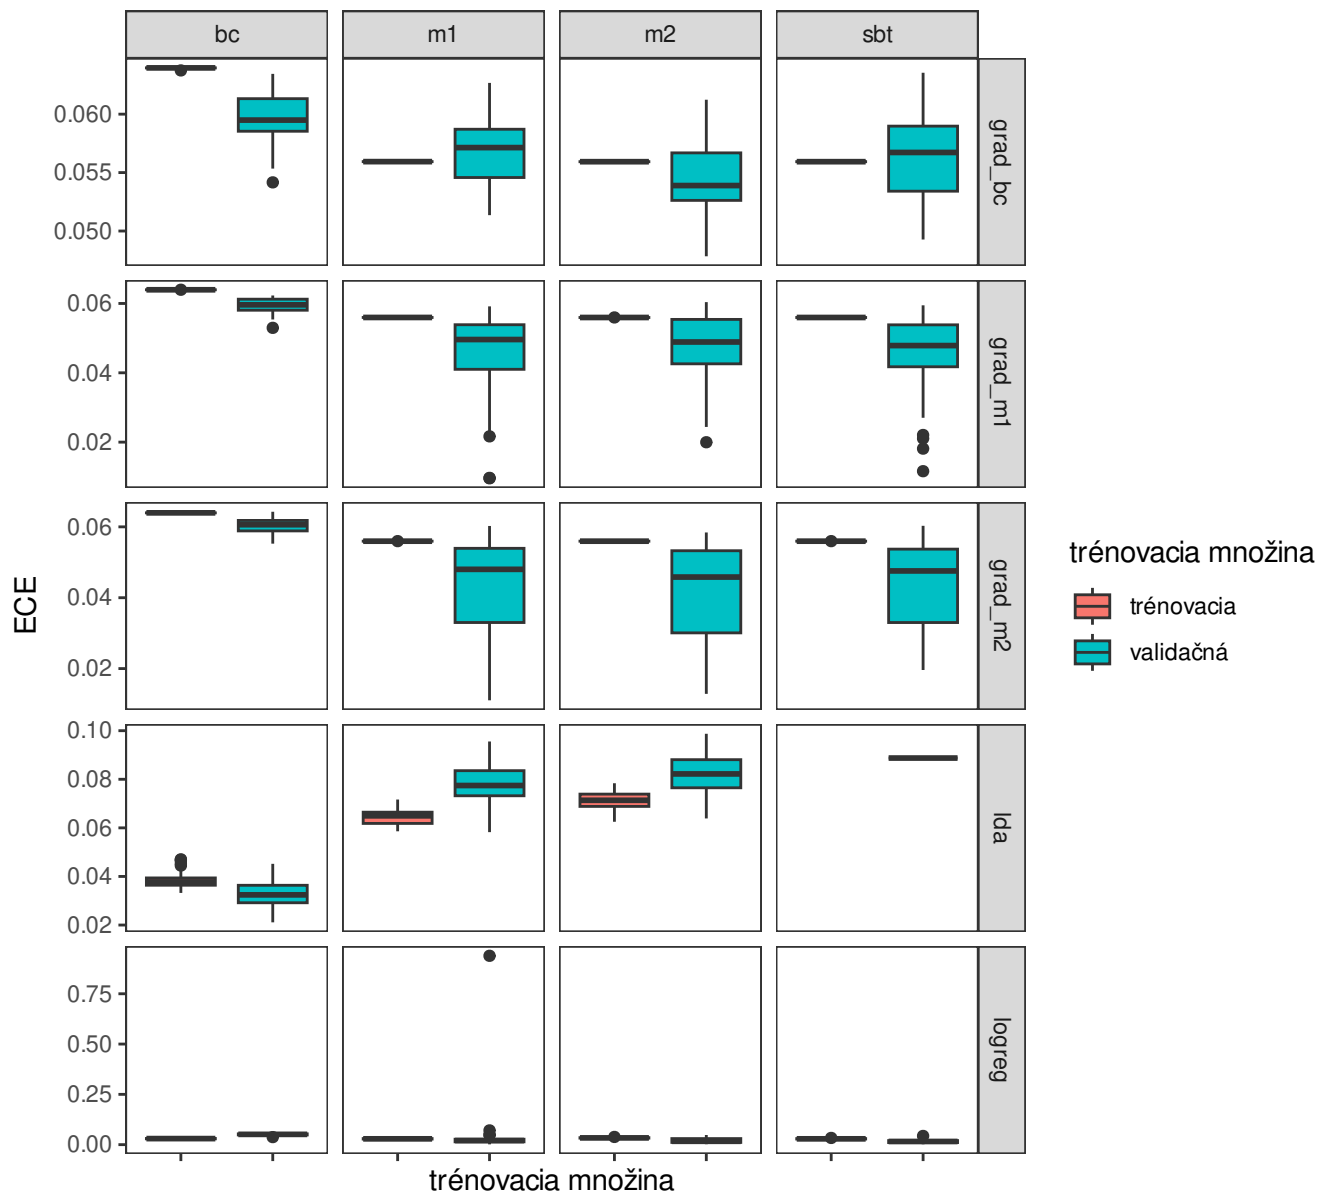 bc m1 m2 sbt
0.060
0.055
0.050
grad_bc
0.06
0.04
0.02
grad_m1
0.06
0.04
0.02
grad_m2
0.10
0.08
0.06
0.04
0.02
lda
0.75
0.50
0.25
0.00
logreg
ECE
trénovacia množina
trénovacia množina
trénovacia
validačná